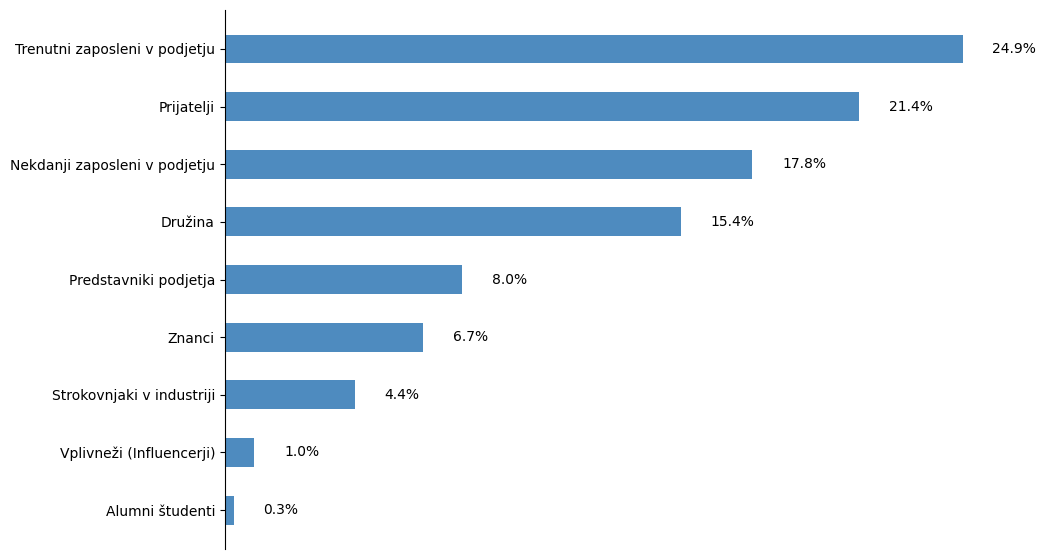 Trenutni zaposleni v podjetju 24.9%
Prijatelji 21.4%
Nekdanji zaposleni v podjetju 17.8%
Družina 15.4%
Predstavniki podjetja 8.0%
Znanci 6.7%
Strokovnjaki v industriji 4.4%
Vplivneži (Influencerji) 1.0%
Alumni študenti 0.3%